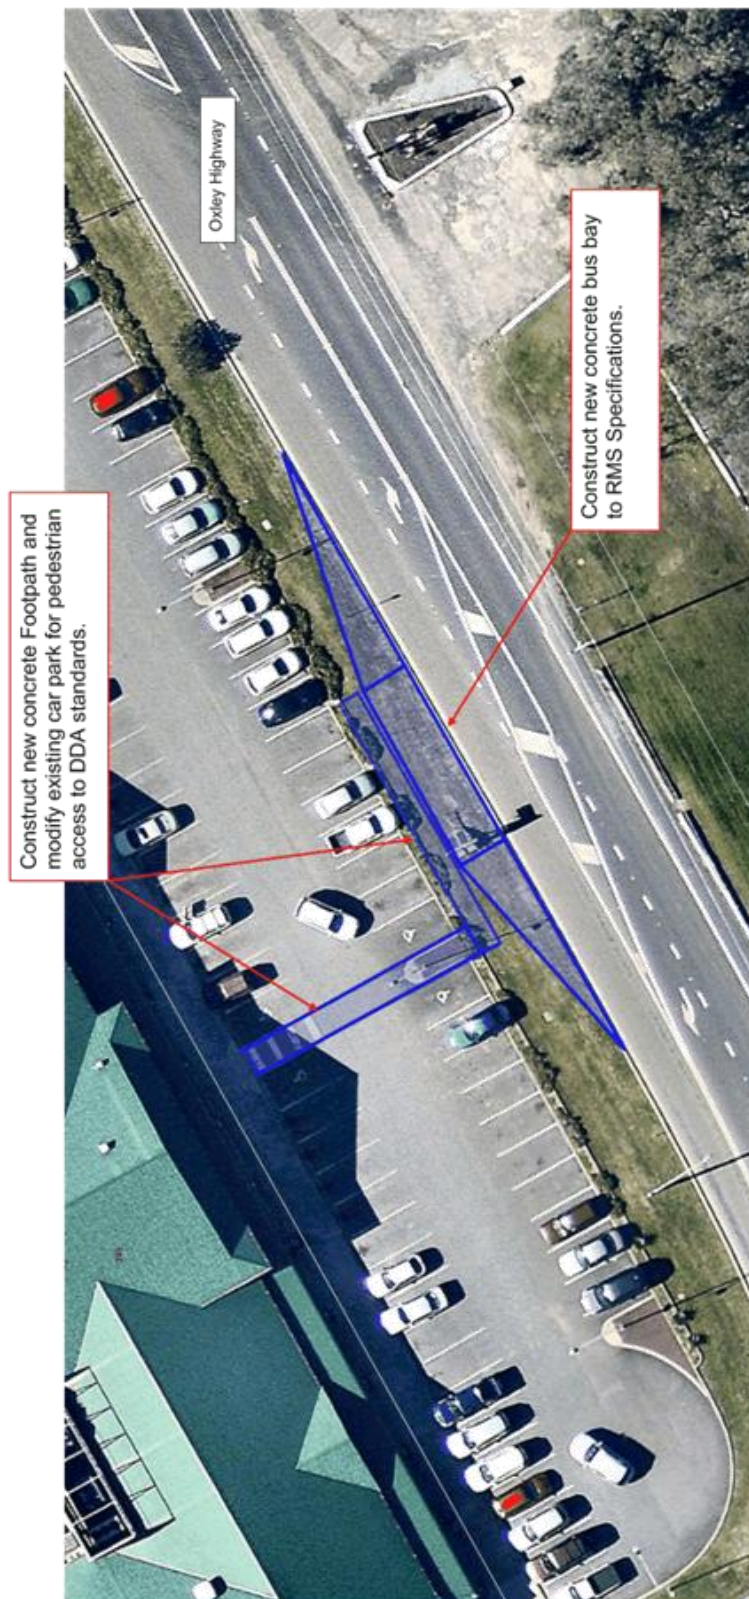 Construct new concrete Footpath and
modify existing car park for pedestrian
access to DDA standards.
Oxley Highway
Construct new concrete bus bay
to RMS Specifications.